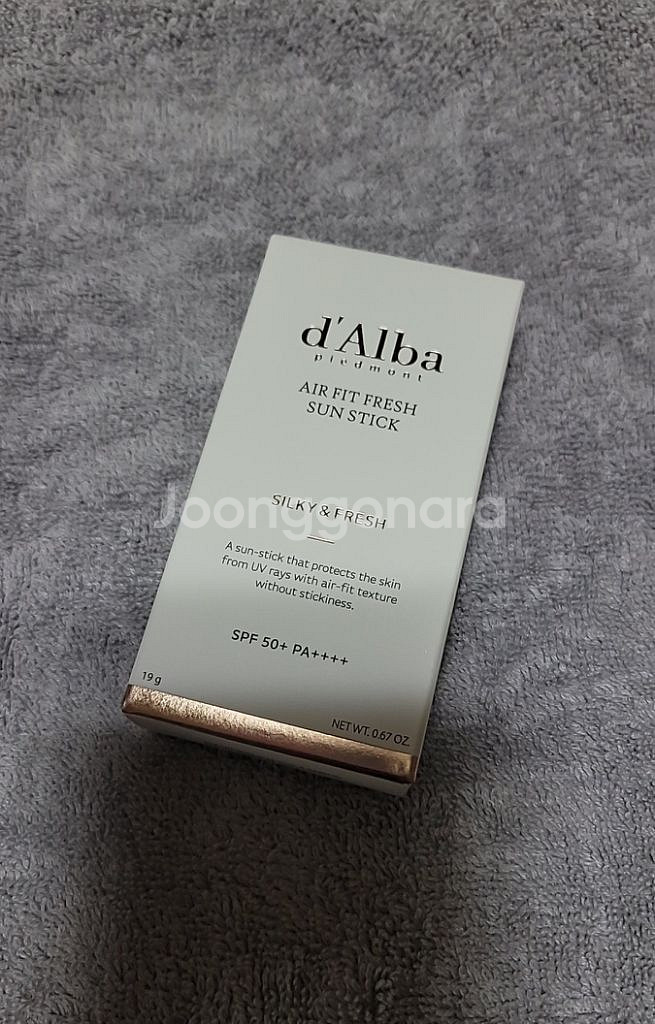 d'Alba
piedmont
AIR FIT FRESH
SUN STICK
SILKY & FRESH
Joonggonara
A sun-stick that protects the skin
from UV rays with air-fit texture
without stickiness.
SPF 50+ PA++++
19 g
NET WT. 0.67 OZ.